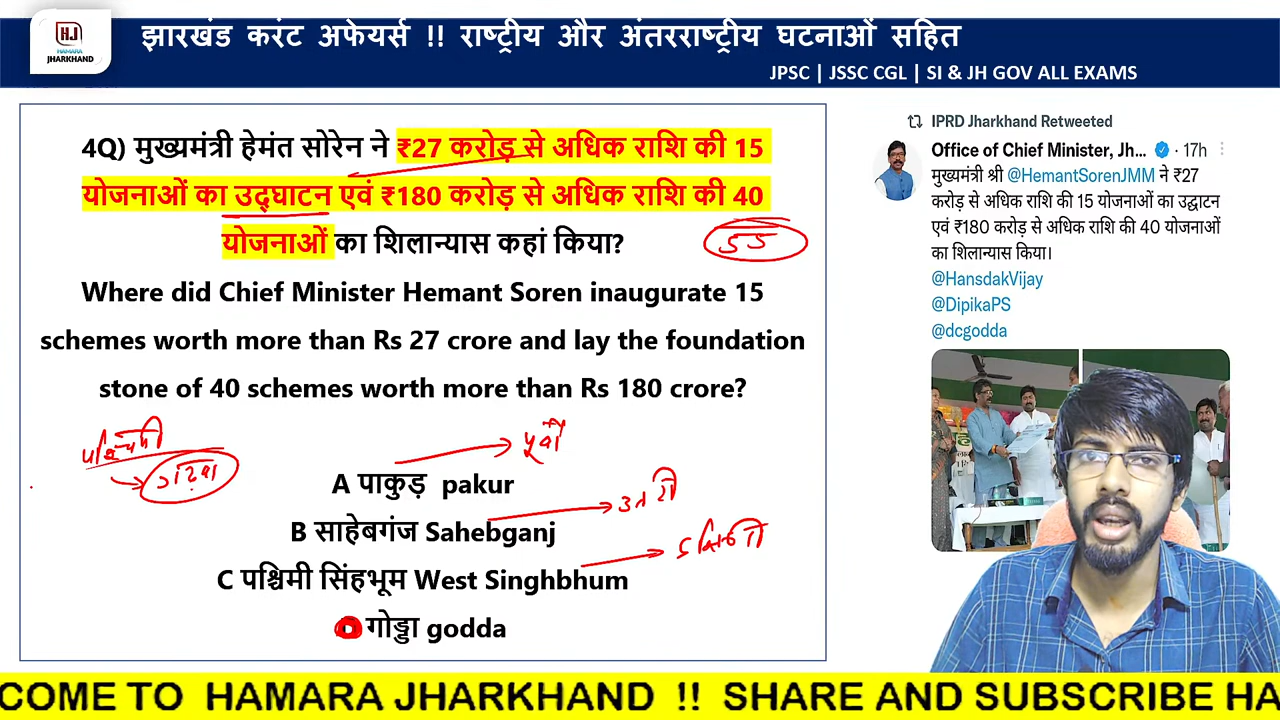 HJ
HAMARA
JHARKHAND
झारखंड करंट अफेयर्स !! राष्ट्रीय और अंतरराष्ट्रीय घटनाओं सहित
JPSC | JSSC CGL | SI & JH GOV ALL EXAMS
4Q) मुख्यमंत्री हेमंत सोरेन ने ₹27 करोड़ से अधिक राशि की 15
योजनाओं का उद्घाटन एवं ₹180 करोड़ से अधिक राशि की 40
योजनाओं का शिलान्यास कहां किया?
55
Where did Chief Minister Hemant Soren inaugurate 15
schemes worth more than Rs 27 crore and lay the foundation
stone of 40 schemes worth more than Rs 180 crore?
पश्चिमी
गढवा
पूर्वी
A पाकुड़ pakur
उत्तरी
B साहेबगंज Sahebganj
C पश्चिमी सिंहभूम West Singhbhum
गोड्डा godda
IPRD Jharkhand Retweeted
Office of Chief Minister, Jh... · 17h
मुख्यमंत्री श्री @HemantSorenJMM ने ₹27
करोड़ से अधिक राशि की 15 योजनाओं का उद्घाटन
एवं ₹180 करोड़ से अधिक राशि की 40 योजनाओं
का शिलान्यास किया।
@HansdakVijay
@DipikaPS
@dcgodda
COME TO HAMARA JHARKHAND !! SHARE AND SUBSCRIBE HA